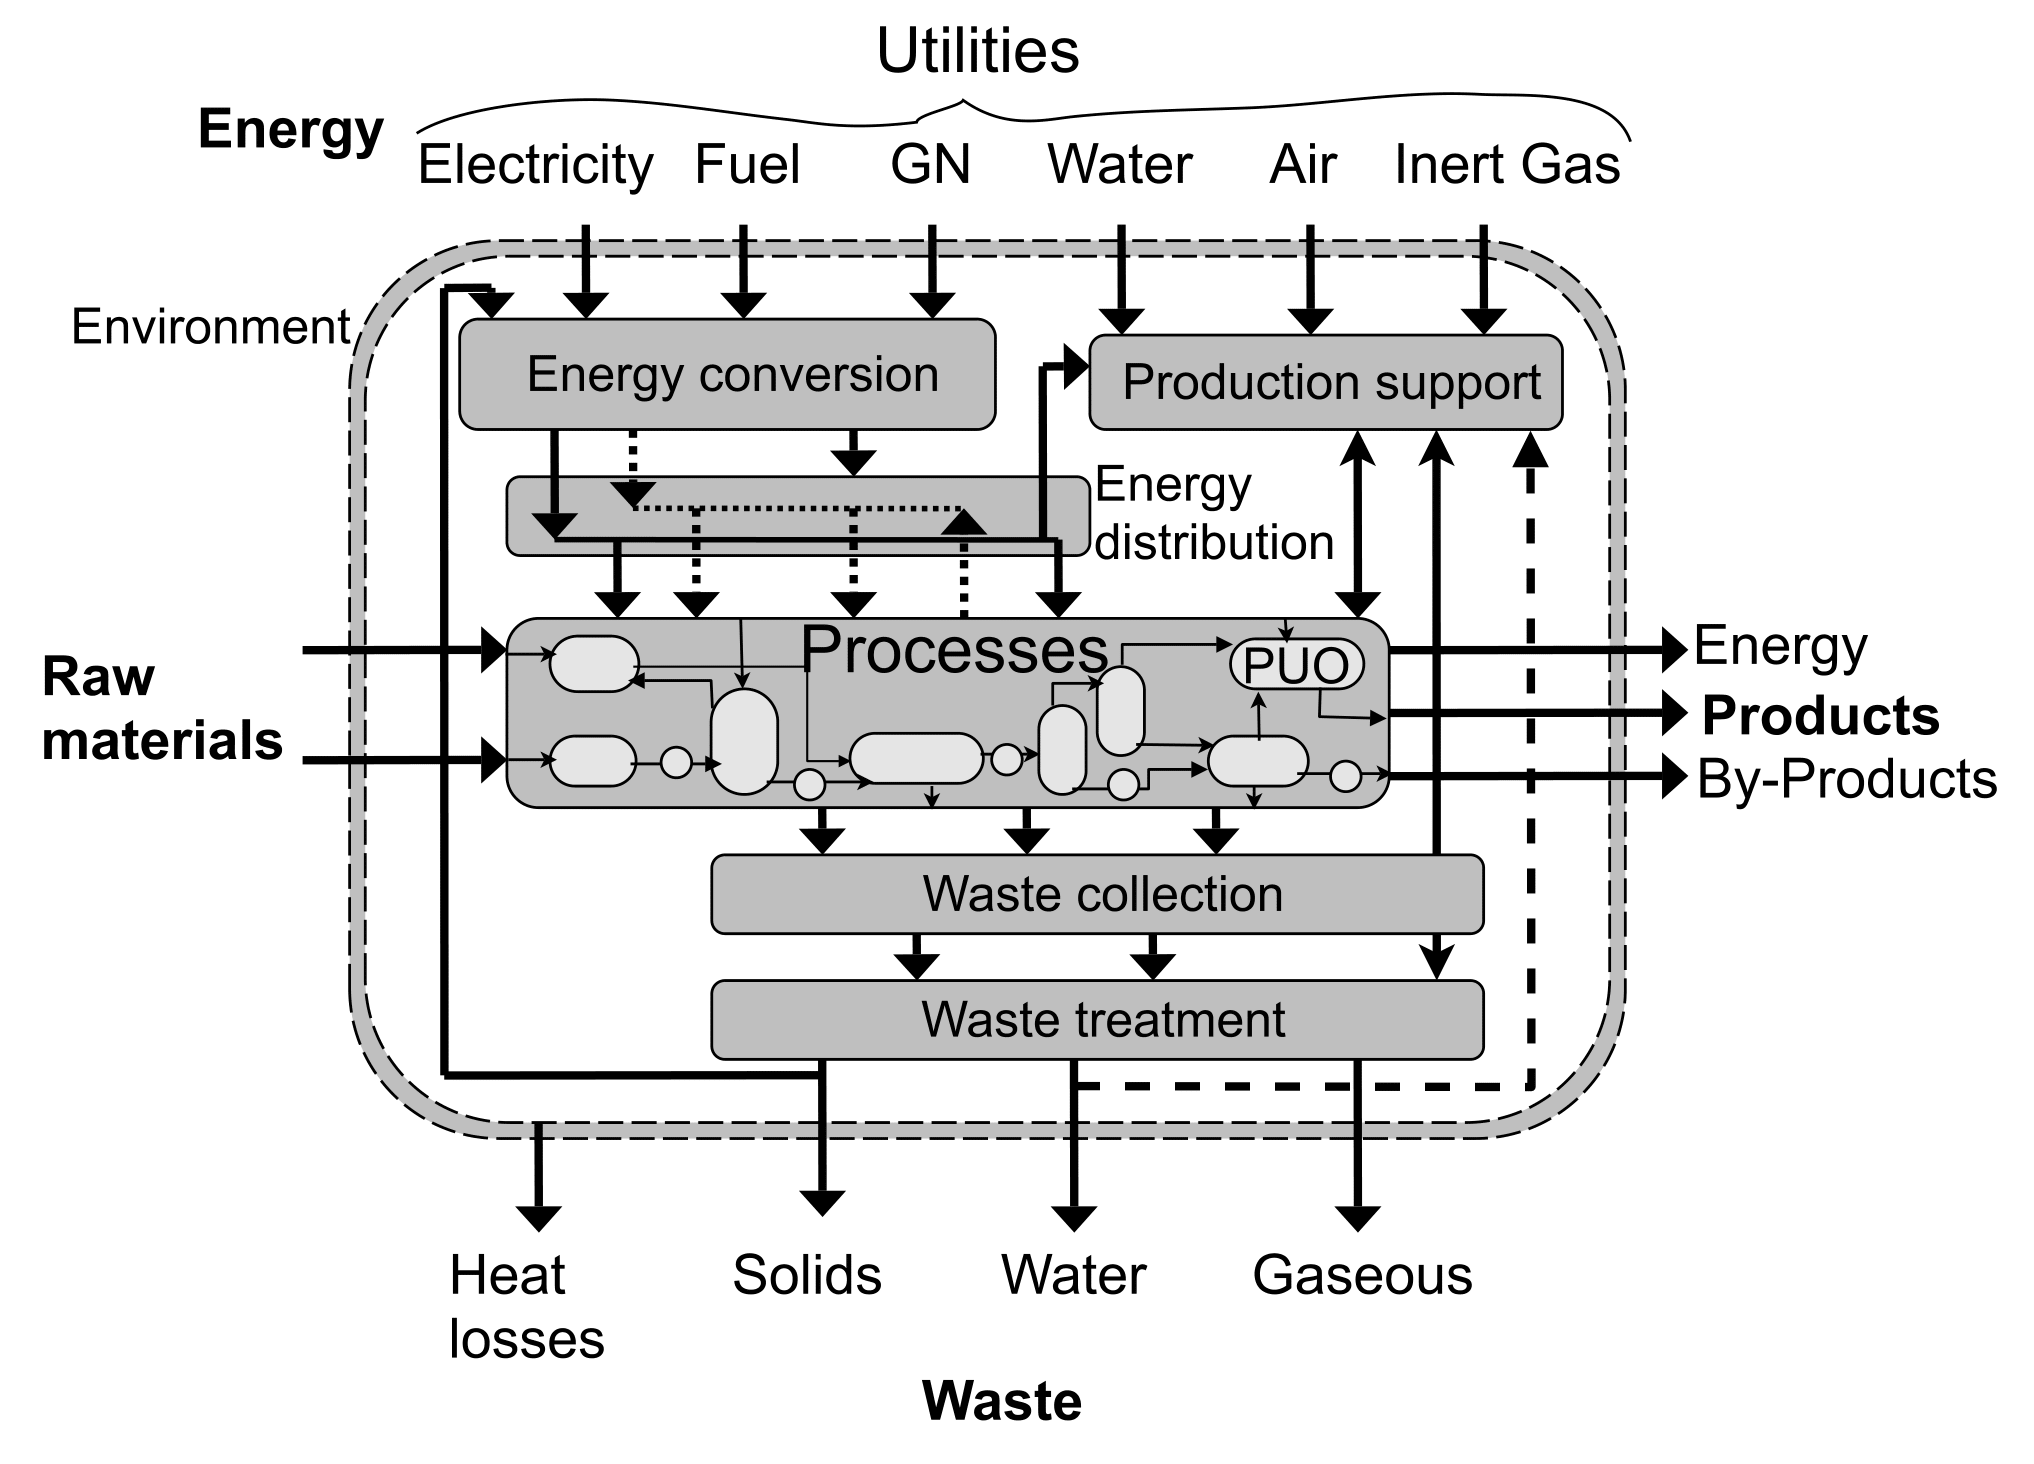 Utilities
Energy
Electricity Fuel GN Water Air Inert Gas
Environment
Energy conversion
Production support
Energy
distribution
Raw
materials
Processes
PUO
Energy
Products
By-Products
Waste collection
Waste treatment
Heat
losses
Solids
Water
Gaseous
Waste